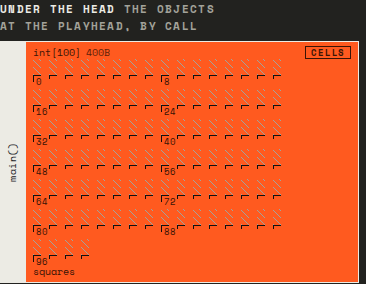 UNDER THE HEAD THE OBJECTS
AT THE PLAYHEAD, BY CALL
int[100] 400B CELLS
0 8
16 24
32 40
48 56
64 72
80 88
96
squares
main()